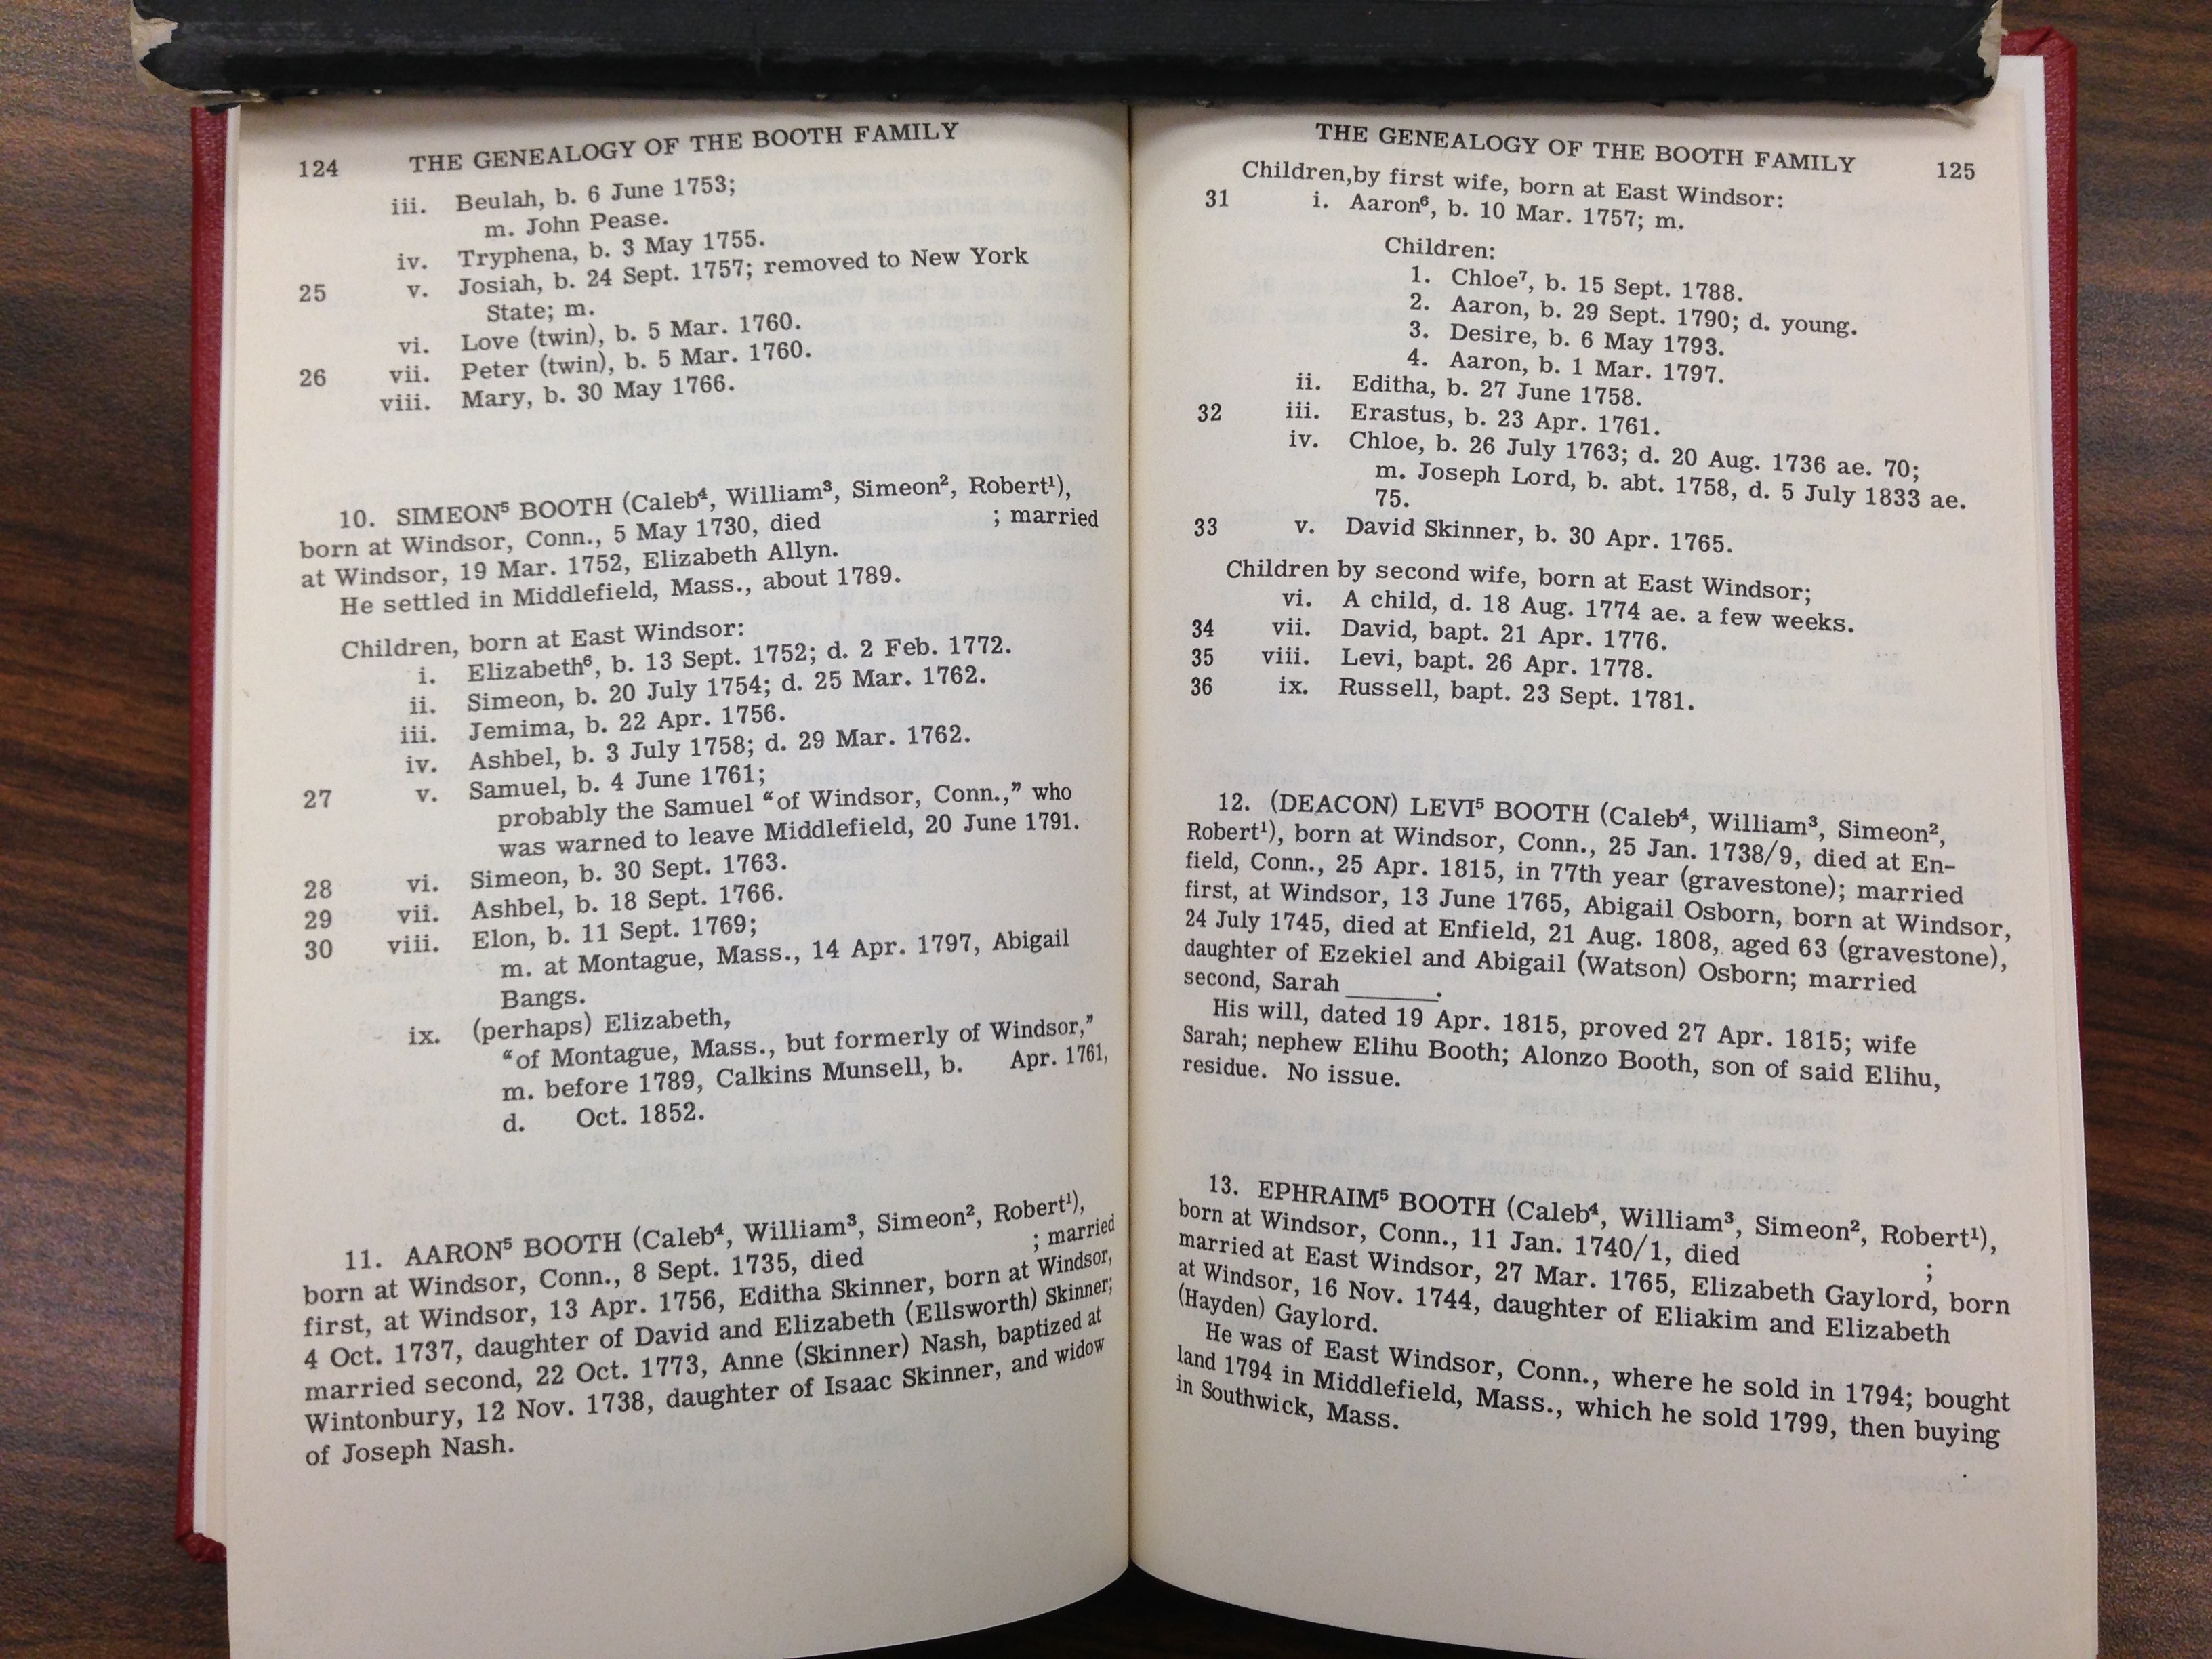 124 THE GENEALOGY OF THE BOOTH FAMILY
iii. Beulah, b. 6 June 1753;
m. John Pease.
iv. Tryphena, b. 3 May 1755.
25 v. Josiah, b. 24 Sept. 1757; removed to New York
State; m.
vi. Love (twin), b. 5 Mar. 1760.
26 vii. Peter (twin), b. 5 Mar. 1760.
viii. Mary, b. 30 May 1766.
10. SIMEON⁵ BOOTH (Caleb⁴, William³, Simeon², Robert¹),
born at Windsor, Conn., 5 May 1730, died ; married
at Windsor, 19 Mar. 1752, Elizabeth Allyn.
He settled in Middlefield, Mass., about 1789.
Children, born at East Windsor:
i. Elizabeth⁶, b. 13 Sept. 1752; d. 2 Feb. 1772.
ii. Simeon, b. 20 July 1754; d. 25 Mar. 1762.
iii. Jemima, b. 22 Apr. 1756.
iv. Ashbel, b. 3 July 1758; d. 29 Mar. 1762.
27 v. Samuel, b. 4 June 1761;
probably the Samuel “of Windsor, Conn.,” who
was warned to leave Middlefield, 20 June 1791.
28 vi. Simeon, b. 30 Sept. 1763.
29 vii. Ashbel, b. 18 Sept. 1766.
30 viii. Elon, b. 11 Sept. 1769;
m. at Montague, Mass., 14 Apr. 1797, Abigail
Bangs.
ix. (perhaps) Elizabeth,
“of Montague, Mass., but formerly of Windsor,”
m. before 1789, Calkins Munsell, b. Apr. 1761,
d. Oct. 1852.
11. AARON⁵ BOOTH (Caleb⁴, William³, Simeon², Robert¹),
born at Windsor, Conn., 8 Sept. 1735, died ; married
first, at Windsor, 13 Apr. 1756, Editha Skinner, born at Windsor,
4 Oct. 1737, daughter of David and Elizabeth (Ellsworth) Skinner;
married second, 22 Oct. 1773, Anne (Skinner) Nash, baptized at
Wintonbury, 12 Nov. 1738, daughter of Isaac Skinner, and widow
of Joseph Nash.
THE GENEALOGY OF THE BOOTH FAMILY 125
Children,by first wife, born at East Windsor:
31 i. Aaron⁶, b. 10 Mar. 1757; m.
Children:
1. Chloe⁷, b. 15 Sept. 1788.
2. Aaron, b. 29 Sept. 1790; d. young.
3. Desire, b. 6 May 1793.
4. Aaron, b. 1 Mar. 1797.
ii. Editha, b. 27 June 1758.
32 iii. Erastus, b. 23 Apr. 1761.
iv. Chloe, b. 26 July 1763; d. 20 Aug. 1736 ae. 70;
m. Joseph Lord, b. abt. 1758, d. 5 July 1833 ae.
75.
33 v. David Skinner, b. 30 Apr. 1765.
Children by second wife, born at East Windsor;
vi. A child, d. 18 Aug. 1774 ae. a few weeks.
34 vii. David, bapt. 21 Apr. 1776.
35 viii. Levi, bapt. 26 Apr. 1778.
36 ix. Russell, bapt. 23 Sept. 1781.
12. (DEACON) LEVI⁵ BOOTH (Caleb⁴, William³, Simeon²,
Robert¹), born at Windsor, Conn., 25 Jan. 1738/9, died at En-
field, Conn., 25 Apr. 1815, in 77th year (gravestone); married
first, at Windsor, 13 June 1765, Abigail Osborn, born at Windsor,
24 July 1745, died at Enfield, 21 Aug. 1808, aged 63 (gravestone),
daughter of Ezekiel and Abigail (Watson) Osborn; married
second, Sarah ______.
His will, dated 19 Apr. 1815, proved 27 Apr. 1815; wife
Sarah; nephew Elihu Booth; Alonzo Booth, son of said Elihu,
residue. No issue.
13. EPHRAIM⁵ BOOTH (Caleb⁴, William³, Simeon², Robert¹),
born at Windsor, Conn., 11 Jan. 1740/1, died ;
married at East Windsor, 27 Mar. 1765, Elizabeth Gaylord, born
at Windsor, 16 Nov. 1744, daughter of Eliakim and Elizabeth
(Hayden) Gaylord.
He was of East Windsor, Conn., where he sold in 1794; bought
land 1794 in Middlefield, Mass., which he sold 1799, then buying
in Southwick, Mass.